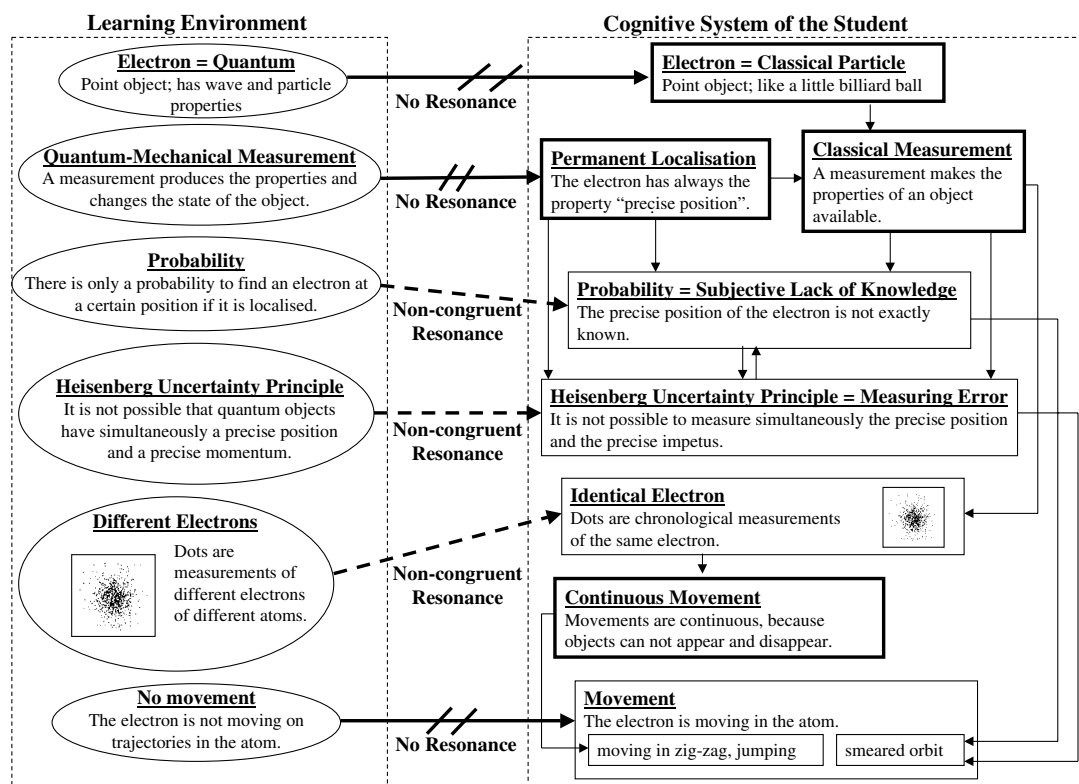 Learning Environment
Cognitive System of the Student
Electron = Quantum
Point object; has wave and particle
properties
No Resonance
Electron = Classical Particle
Point object; like a little billiard ball
Quantum-Mechanical Measurement
A measurement produces the properties and
changes the state of the object.
No Resonance
Permanent Localisation
The electron has always the
property “precise position”.
Classical Measurement
A measurement makes the
properties of an object
available.
Probability
There is only a probability to find an electron at
a certain position if it is localised.
Non-congruent
Resonance
Probability = Subjective Lack of Knowledge
The precise position of the electron is not exactly
known.
Heisenberg Uncertainty Principle
It is not possible that quantum objects
have simultaneously a precise position
and a precise momentum.
Non-congruent
Resonance
Heisenberg Uncertainty Principle = Measuring Error
It is not possible to measure simultaneously the precise position
and the precise impetus.
Different Electrons
Dots are
measurements of
different electrons
of different atoms.
Non-congruent
Resonance
Identical Electron
Dots are chronological measurements
of the same electron.
Continuous Movement
Movements are continuous, because
objects can not appear and disappear.
No movement
The electron is not moving on
trajectories in the atom.
No Resonance
Movement
The electron is moving in the atom.
moving in zig-zag, jumping
smeared orbit